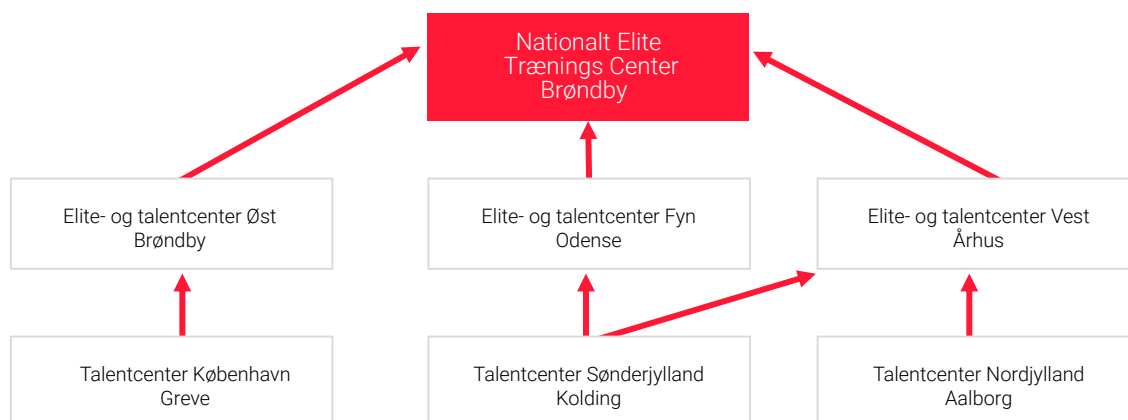 Nationalt Elite
Trænings Center
Brøndby
Elite- og talentcenter Øst
Brøndby
Elite- og talentcenter Fyn
Odense
Elite- og talentcenter Vest
Århus
Talentcenter København
Greve
Talentcenter Sønderjylland
Kolding
Talentcenter Nordjylland
Aalborg